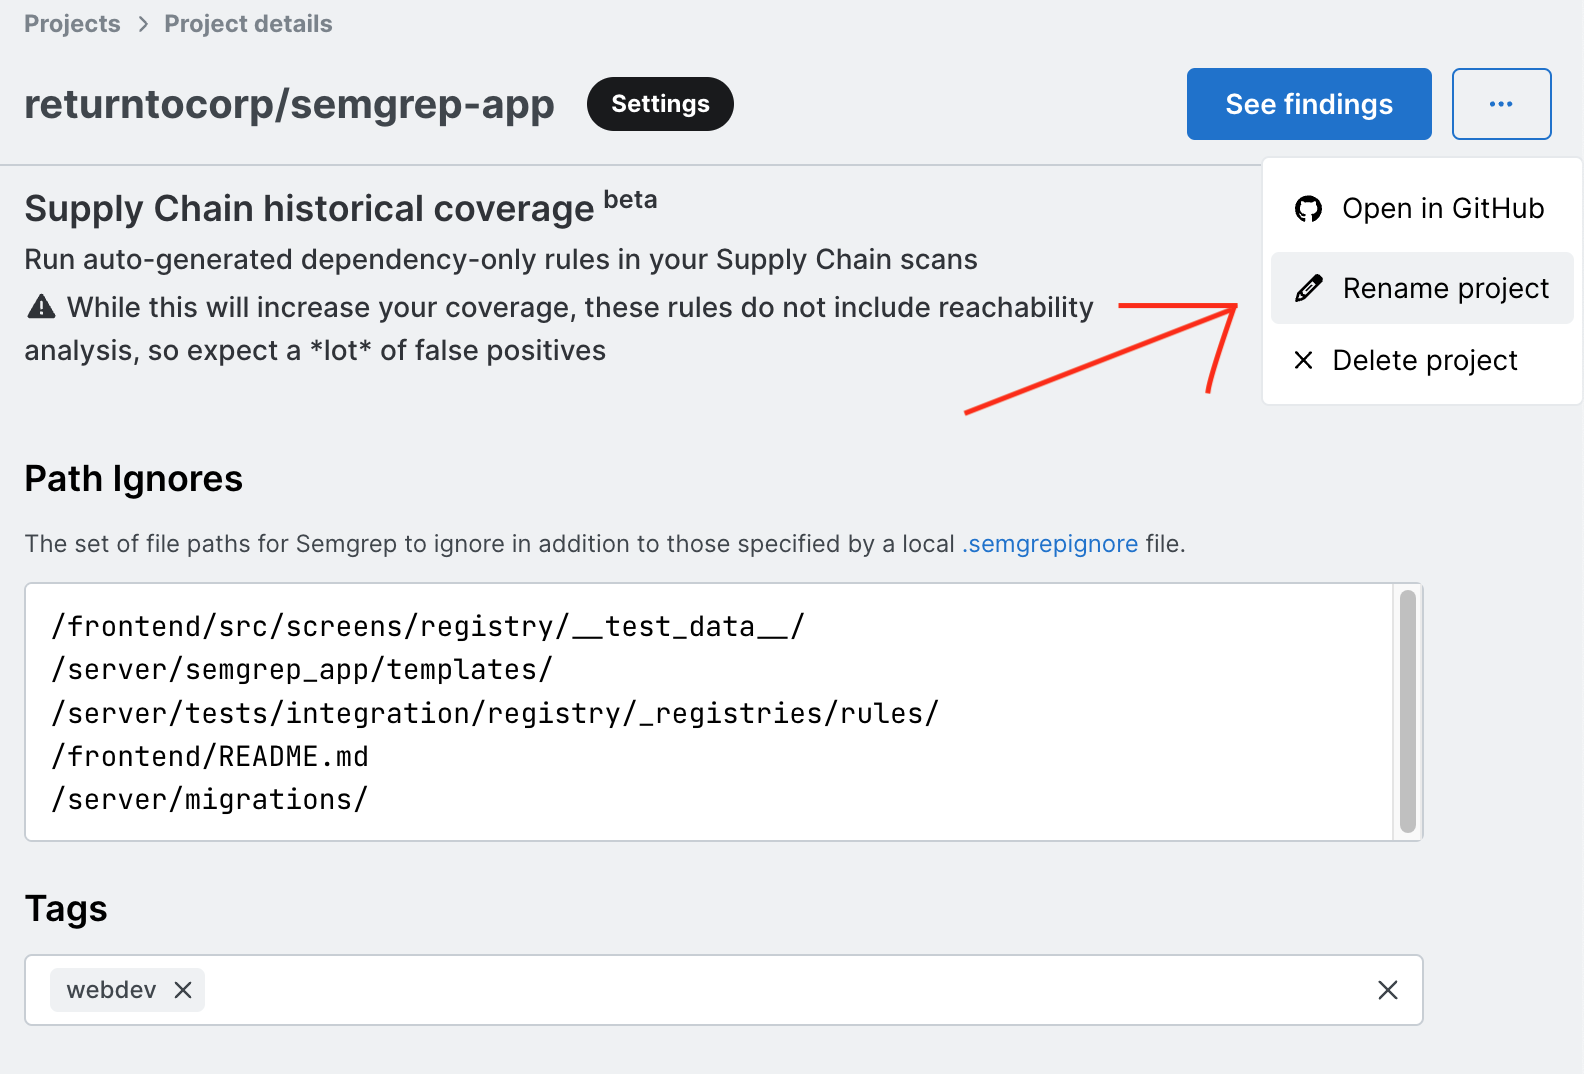 Projects > Project details
returntocorp/semgrep-app
Settings
See findings
...
Open in GitHub
Rename project
Delete project
Supply Chain historical coverage beta
Run auto-generated dependency-only rules in your Supply Chain scans
While this will increase your coverage, these rules do not include reachability
analysis, so expect a *lot* of false positives
Path Ignores
The set of file paths for Semgrep to ignore in addition to those specified by a local .semgrepignore file.
/frontend/src/screens/registry/__test_data__/
/server/semgrep_app/templates/
/server/tests/integration/registry/_registries/rules/
/frontend/README.md
/server/migrations/
Tags
webdev